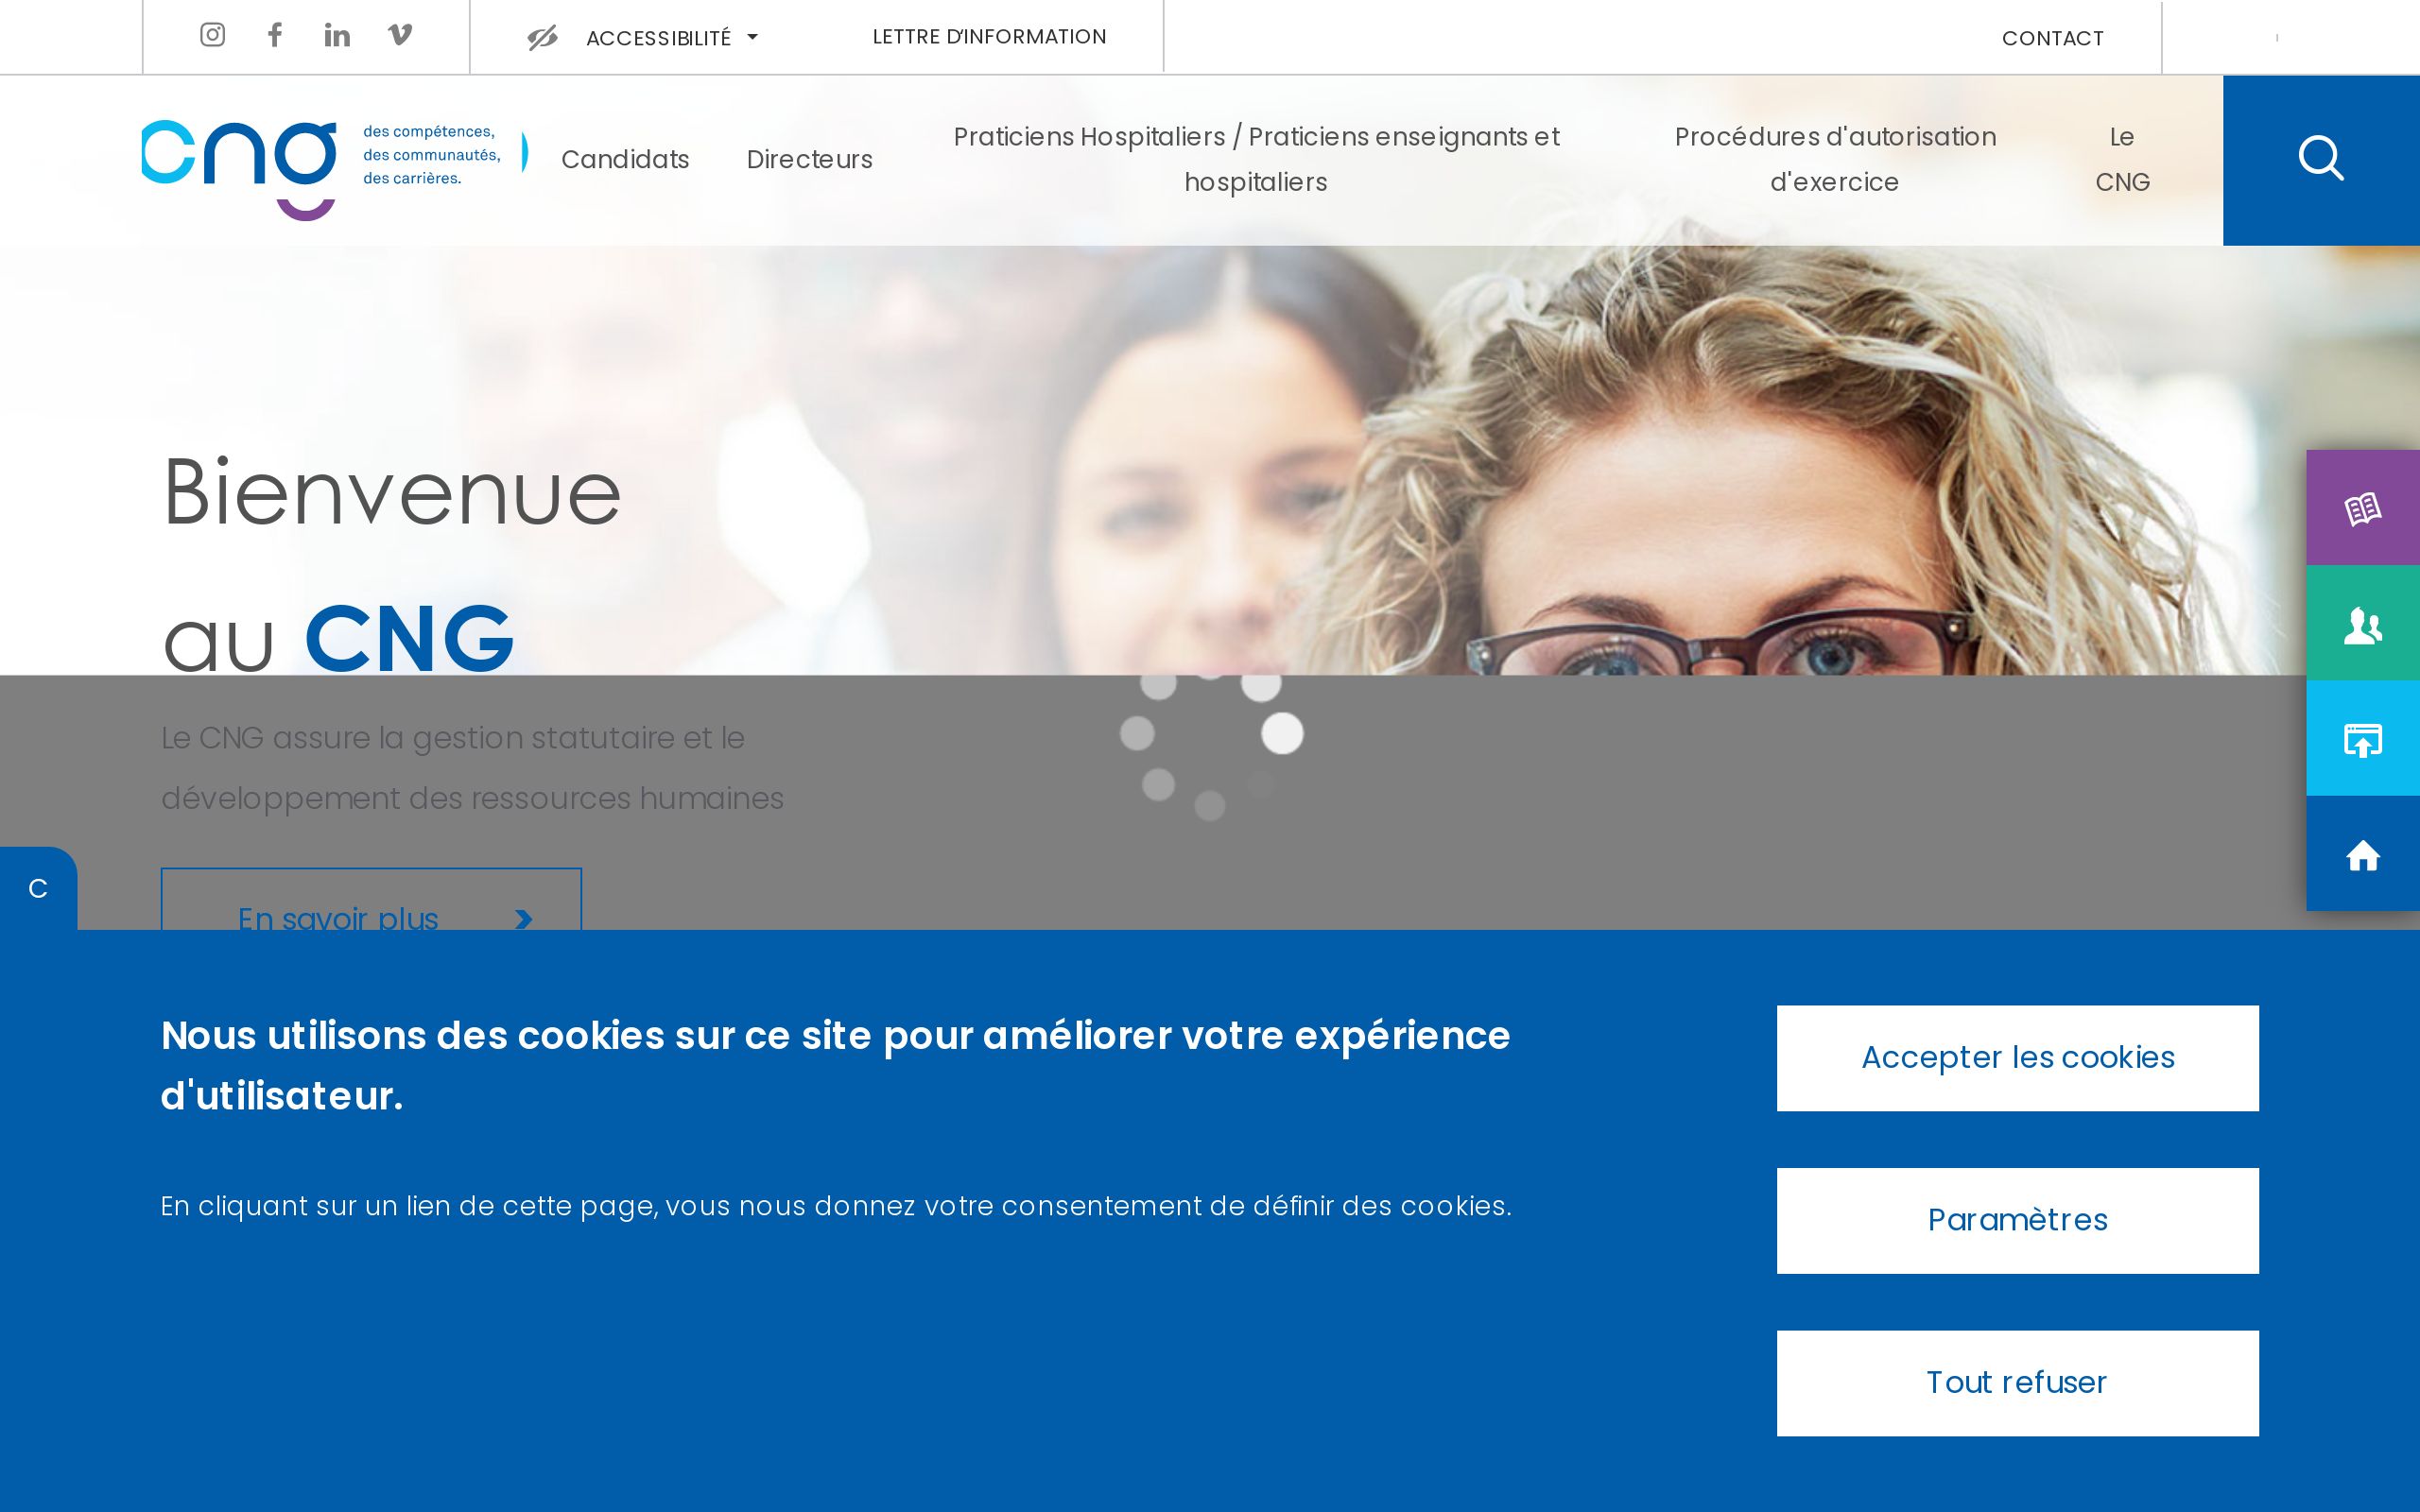 ACCESSIBILITÉ
LETTRE D'INFORMATION
CONTACT
cng
des compétences,
des communautés,
des carrières.
Candidats
Directeurs
Praticiens Hospitaliers / Praticiens enseignants et
hospitaliers
Procédures d'autorisation
d'exercice
Le
CNG
Bienvenue
au CNG
Le CNG assure la gestion statutaire et le
développement des ressources humaines
En savoir plus
C
Nous utilisons des cookies sur ce site pour améliorer votre expérience
d'utilisateur.
En cliquant sur un lien de cette page, vous nous donnez votre consentement de définir des cookies.
Accepter les cookies
Paramètres
Tout refuser